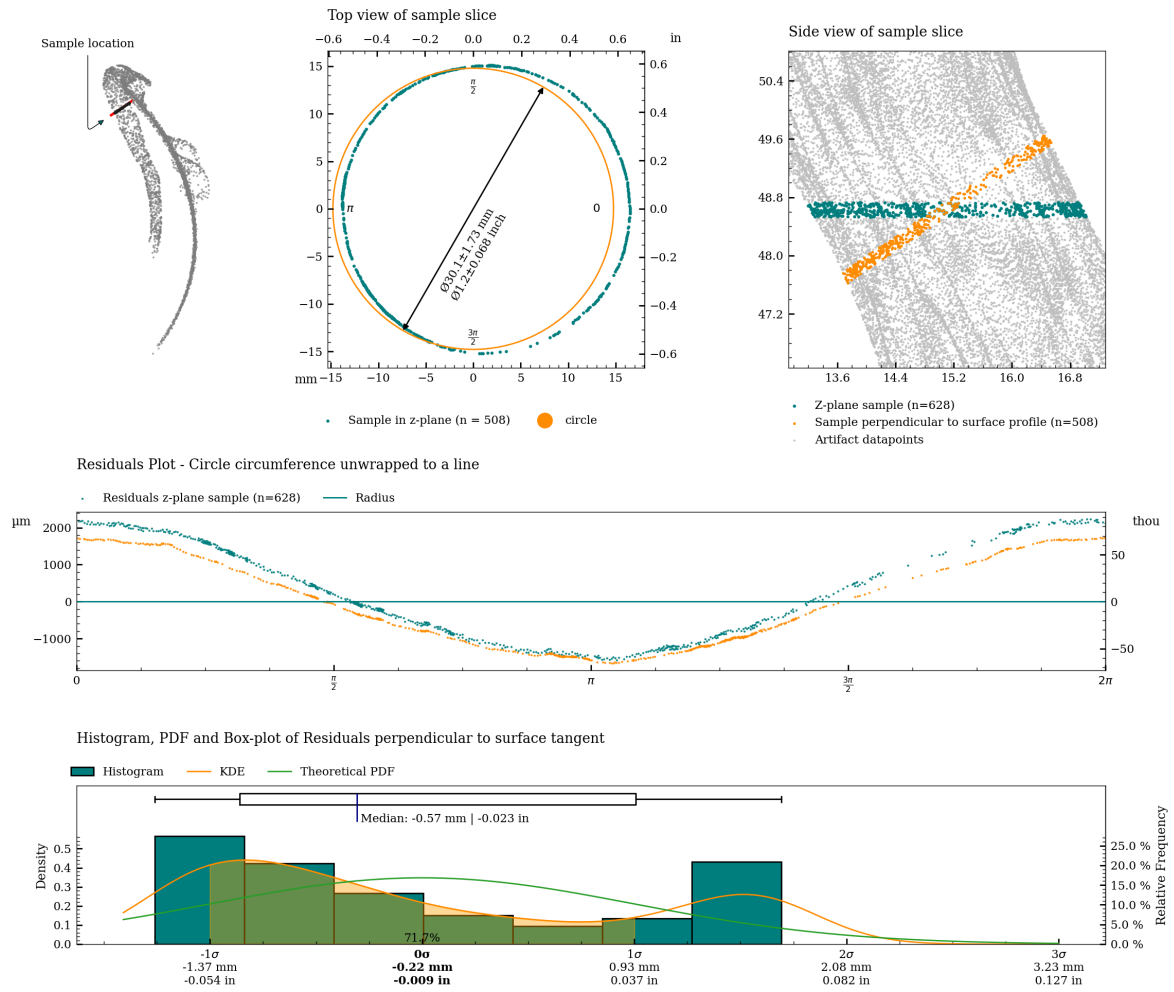 Sample location
Top view of sample slice
−0.6 −0.4 −0.2 0.0 0.2 0.4 0.6 in
15 10 5 0 −5 −10 −15
0.6 0.4 0.2 0.0 −0.2 −0.4 −0.6
π/2
π 0
Ø30.1±1.73 mm
Ø1.2±0.068 inch
3π/2
mm −15 −10 −5 0 5 10 15
Sample in z-plane (n = 508) circle
Side view of sample slice
50.4
49.6
48.8
48.0
47.2
13.6 14.4 15.2 16.0 16.8
Z-plane sample (n=628)
Sample perpendicular to surface profile (n=508)
Artifact datapoints
Residuals Plot - Circle circumference unwrapped to a line
Residuals z-plane sample (n=628) Radius
µm thou
2000
1000
0
−1000
50
0
−50
0 π/2 π 3π/2 2π
Histogram, PDF and Box-plot of Residuals perpendicular to surface tangent
Histogram KDE Theoretical PDF
Median: -0.57 mm | -0.023 in
Density
0.5
0.4
0.3
0.2
0.1
0.0
71.7%
25.0 %
20.0 %
15.0 %
10.0 %
5.0 %
0.0 %
Relative Frequency
-1σ 0σ 1σ 2σ 3σ
-1.37 mm -0.22 mm 0.93 mm 2.08 mm 3.23 mm
-0.054 in -0.009 in 0.037 in 0.082 in 0.127 in